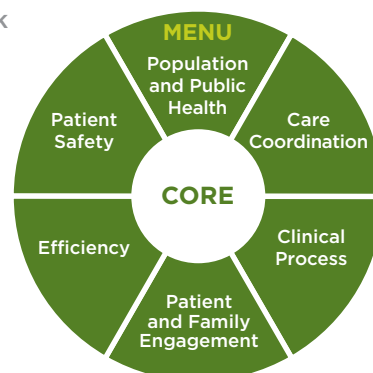 K
MENU
Population
and Public
Health
Care
Coordination
Clinical
Process
Patient
and Family
Engagement
Efficiency
Patient
Safety
CORE